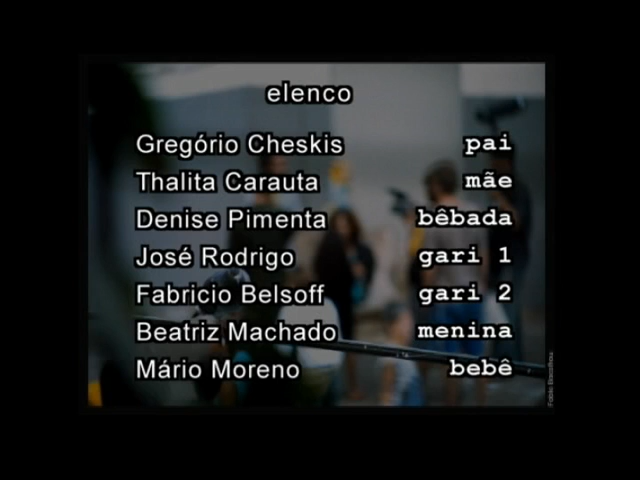 elenco
Gregório Cheskis pai
Thalita Carauta mãe
Denise Pimenta bêbada
José Rodrigo gari 1
Fabricio Belsoff gari 2
Beatriz Machado menina
Mário Moreno bebê